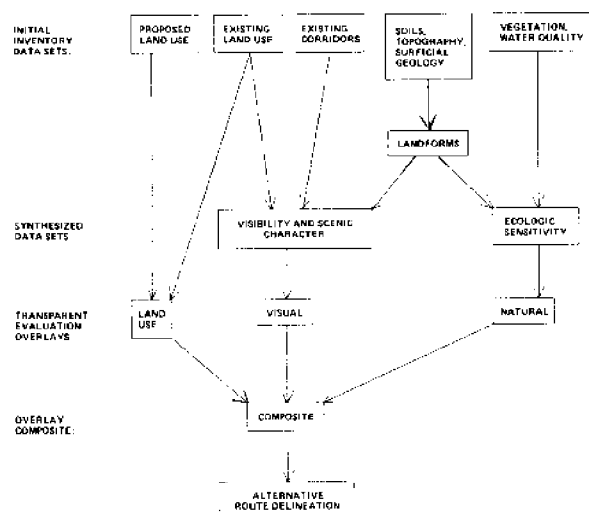 INITIAL
INVENTORY
DATA SETS:
PROPOSED
LAND USE
EXISTING
LAND USE
EXISTING
CORRIDORS
SOILS,
TOPOGRAPHY,
SURFICIAL
GEOLOGY
VEGETATION,
WATER QUALITY
LANDFORMS
SYNTHESIZED
DATA SETS
VISIBILITY AND SCENIC
CHARACTER
ECOLOGIC
SENSITIVITY
TRANSPARENT
EVALUATION
OVERLAYS
LAND
USE
VISUAL
NATURAL
OVERLAY
COMPOSITE:
COMPOSITE
ALTERNATIVE
ROUTE DELINEATION